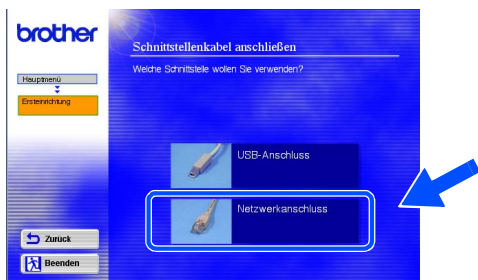 brother
Schnittstellenkabel anschließen
Welche Schnittstelle wollen Sie verwenden?
Hauptmenü
Ersteinrichtung
USB-Anschluss
Netzwerkanschluss
Zurück
Beenden